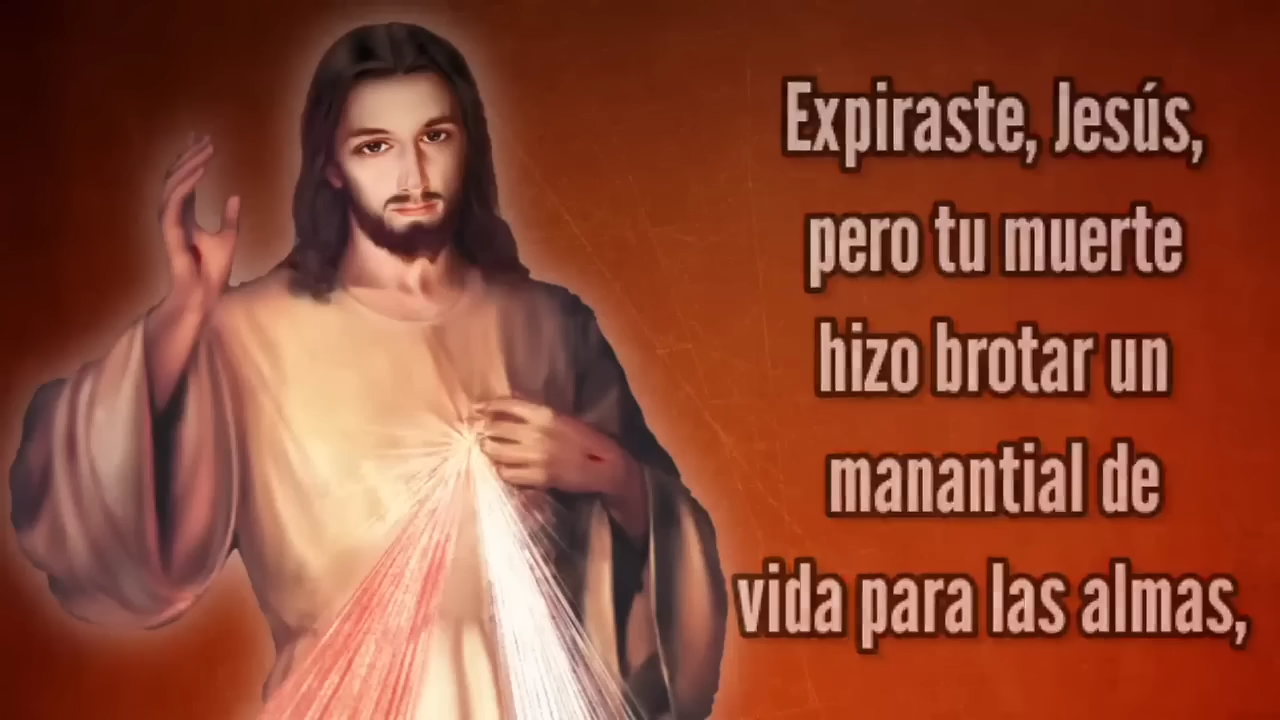 Expiraste, Jesús,
pero tu muerte
hizo brotar un
manantial de
vida para las almas,